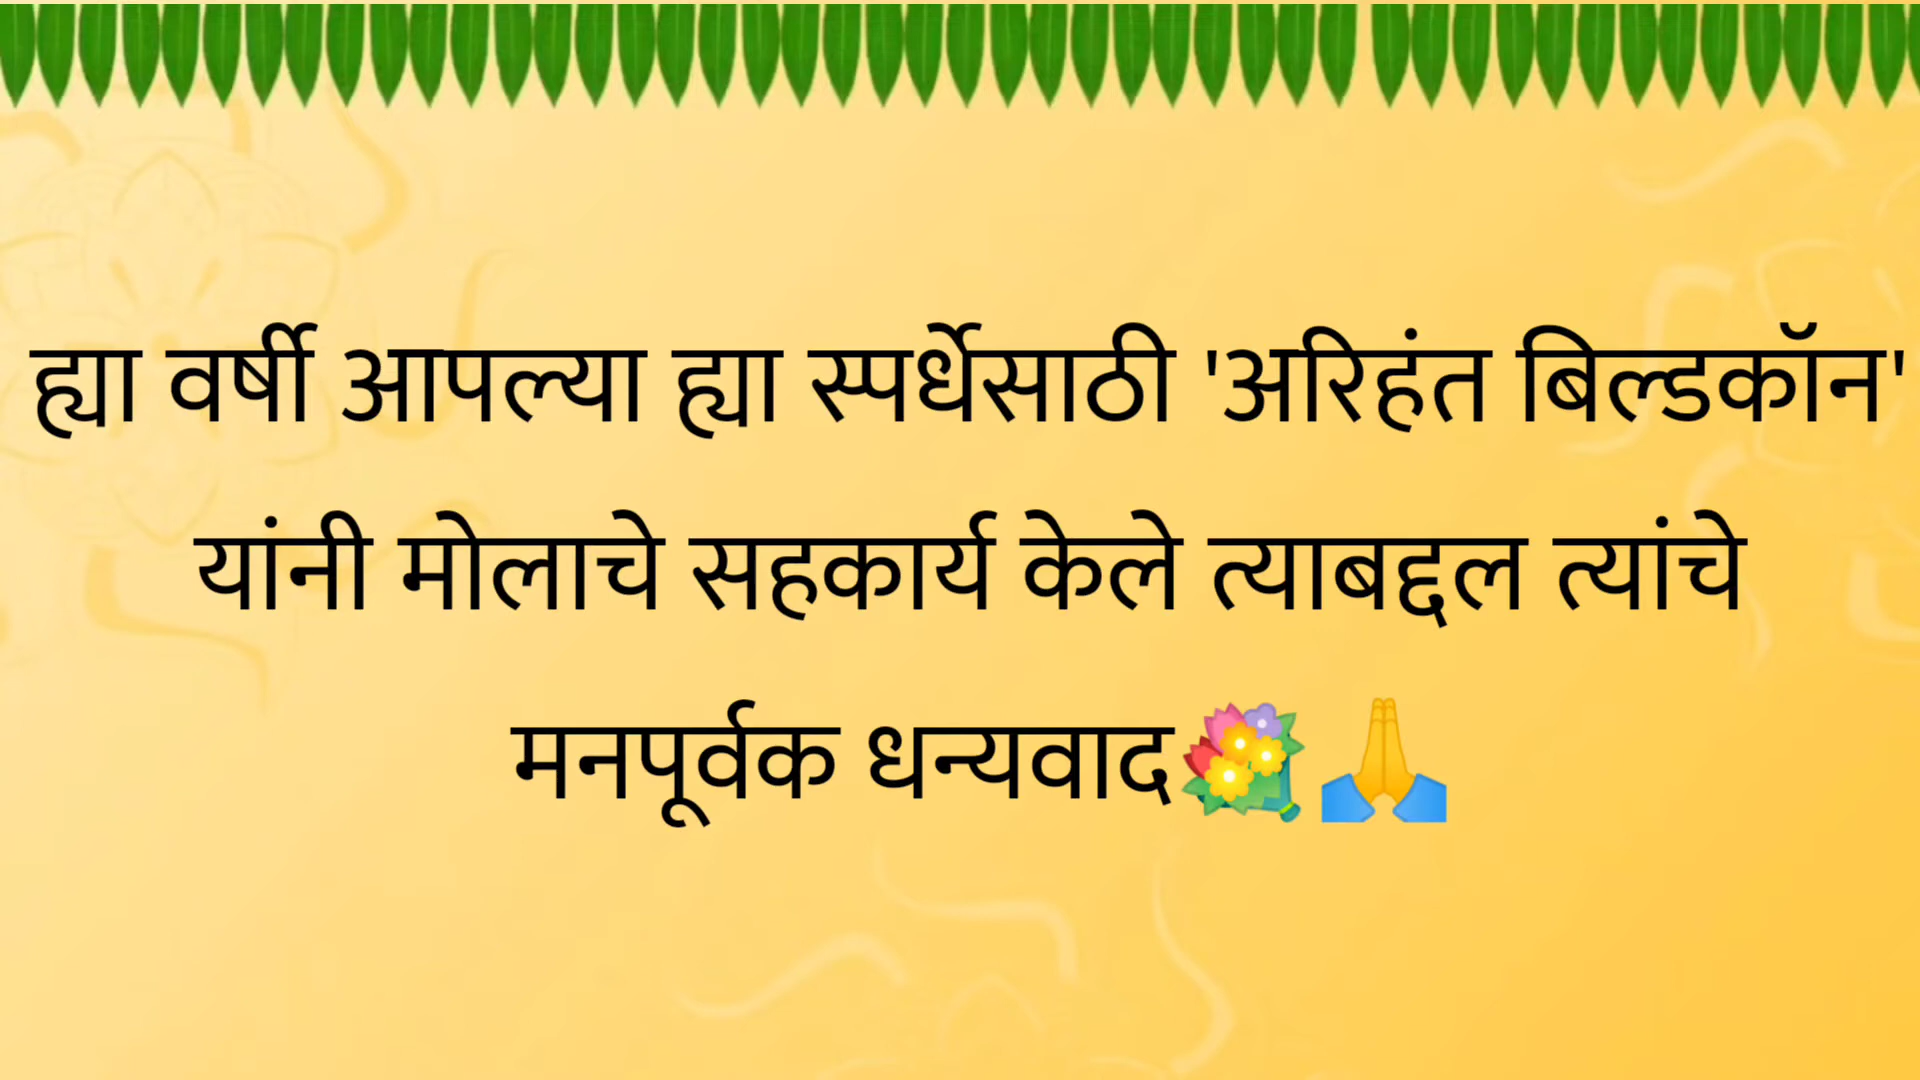 ह्या वर्षी आपल्या ह्या स्पर्धेसाठी 'अरिहंत बिल्डकॉन'
यांनी मोलाचे सहकार्य केले त्याबद्दल त्यांचे
मनपूर्वक धन्यवाद💐🙏